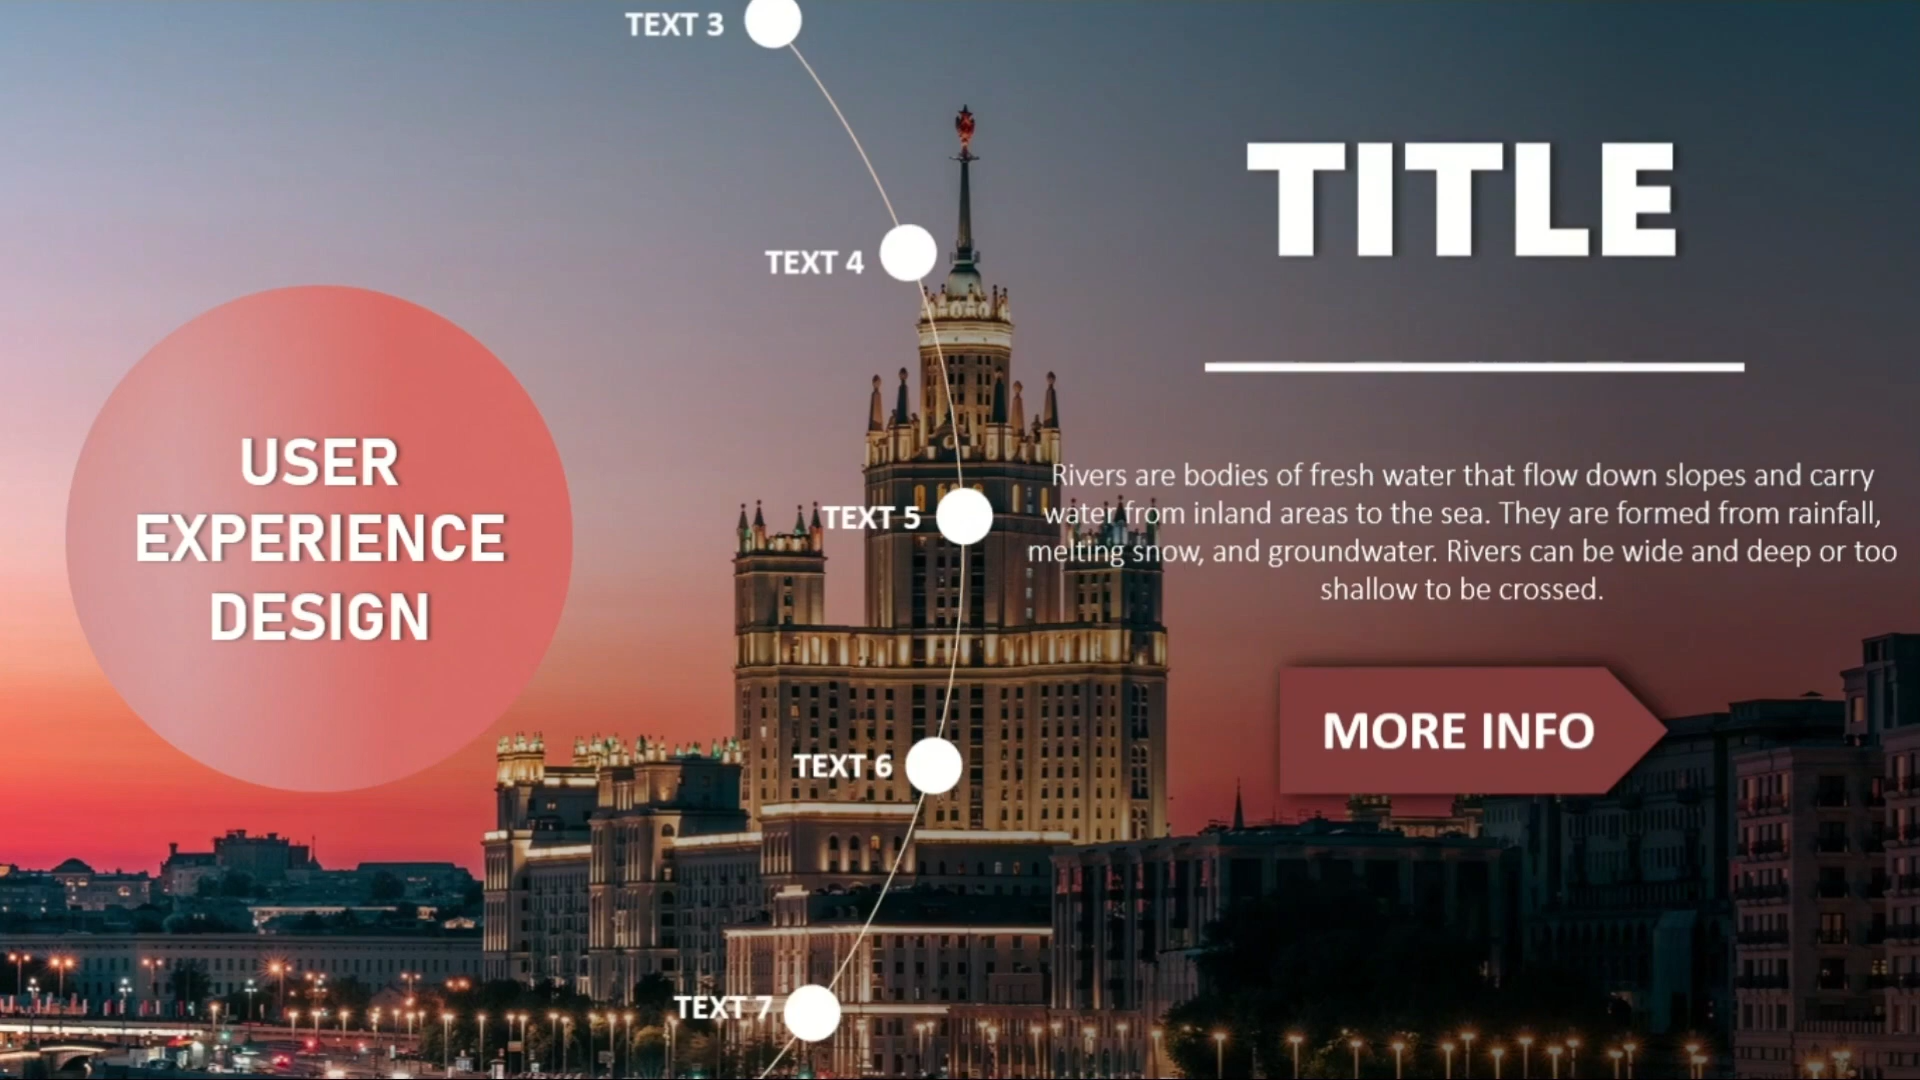 TEXT 3
TEXT 4
TEXT 5
TEXT 6
TEXT 7
USER
EXPERIENCE
DESIGN
TITLE
Rivers are bodies of fresh water that flow down slopes and carry
water from inland areas to the sea. They are formed from rainfall,
melting snow, and groundwater. Rivers can be wide and deep or too
shallow to be crossed.
MORE INFO